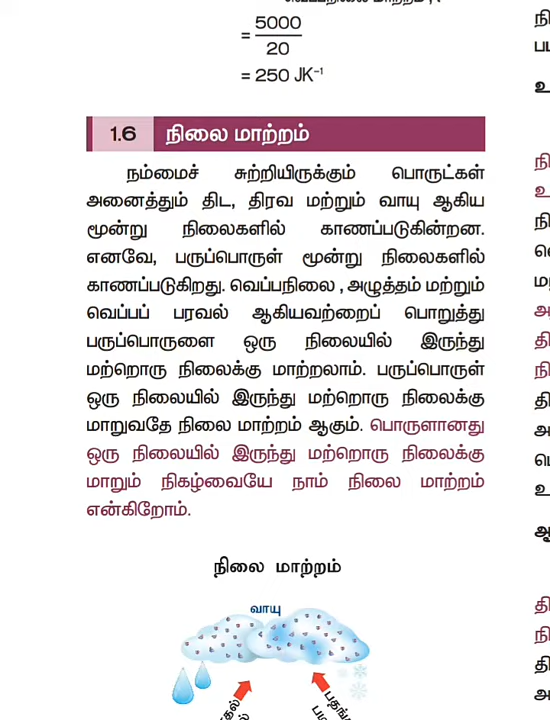 = 5000
20
= 250 JK⁻¹
1.6 நிலை மாற்றம்
நம்மைச் சுற்றியிருக்கும் பொருட்கள்
அனைத்தும் திட, திரவ மற்றும் வாயு ஆகிய
மூன்று நிலைகளில் காணப்படுகின்றன.
எனவே, பருப்பொருள் மூன்று நிலைகளில்
காணப்படுகிறது. வெப்பநிலை , அழுத்தம் மற்றும்
வெப்பப் பரவல் ஆகியவற்றைப் பொறுத்து
பருப்பொருளை ஒரு நிலையில் இருந்து
மற்றொரு நிலைக்கு மாற்றலாம். பருப்பொருள்
ஒரு நிலையில் இருந்து மற்றொரு நிலைக்கு
மாறுவதே நிலை மாற்றம் ஆகும். பொருளானது
ஒரு நிலையில் இருந்து மற்றொரு நிலைக்கு
மாறும் நிகழ்வையே நாம் நிலை மாற்றம்
என்கிறோம்.
நிலை மாற்றம்
வாயு